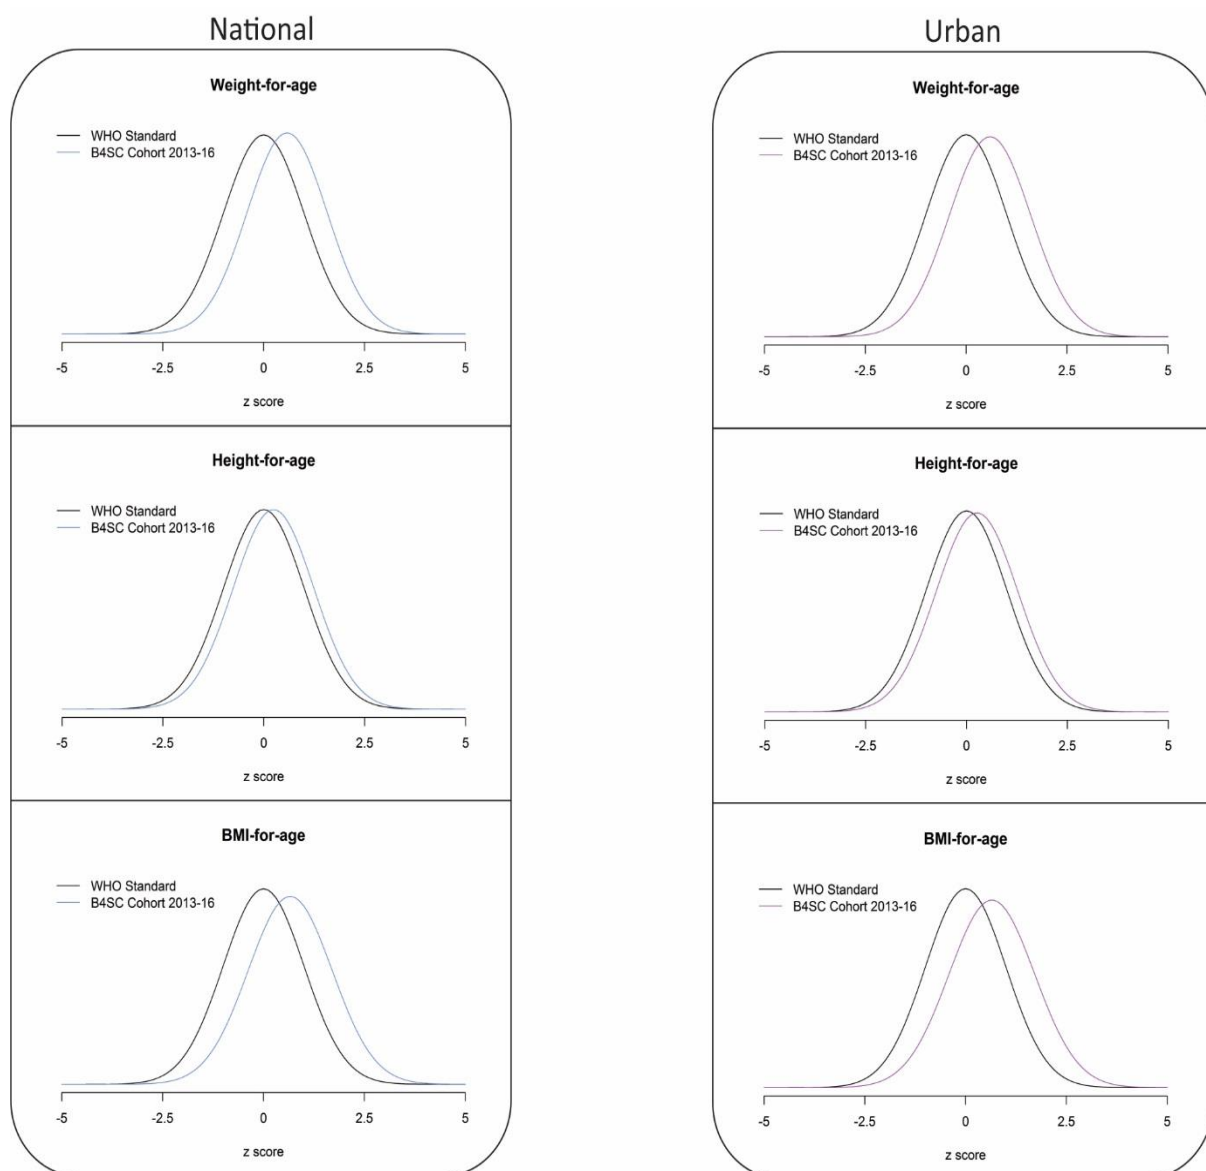 National
Weight-for-age
WHO Standard
B4SC Cohort 2013-16
-5 -2.5 0 2.5 5
z score
Height-for-age
WHO Standard
B4SC Cohort 2013-16
-5 -2.5 0 2.5 5
z score
BMI-for-age
WHO Standard
B4SC Cohort 2013-16
-5 -2.5 0 2.5 5
z score
Urban
Weight-for-age
WHO Standard
B4SC Cohort 2013-16
-5 -2.5 0 2.5 5
z score
Height-for-age
WHO Standard
B4SC Cohort 2013-16
-5 -2.5 0 2.5 5
z score
BMI-for-age
WHO Standard
B4SC Cohort 2013-16
-5 -2.5 0 2.5 5
z score